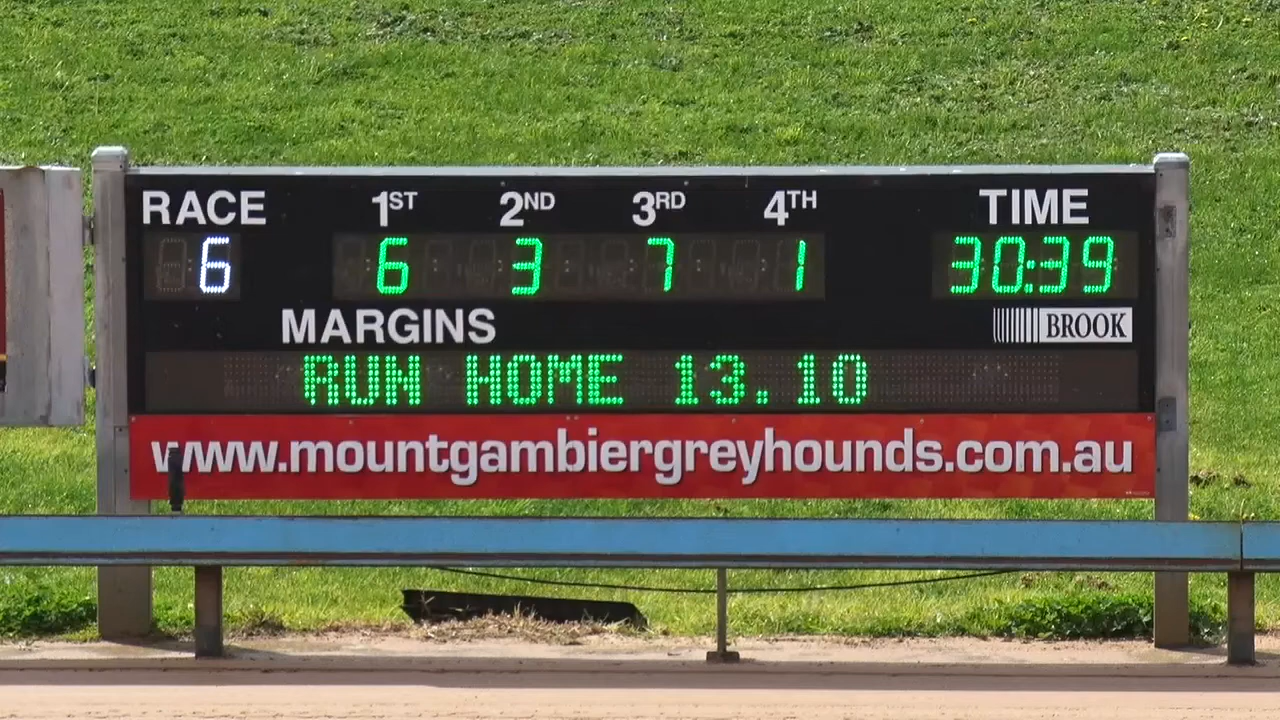 RACE 1ST 2ND 3RD 4TH TIME
6 6 3 7 1 30:39
MARGINS BROOK
RUN HOME 13.10
www.mountgambiergreyhounds.com.au